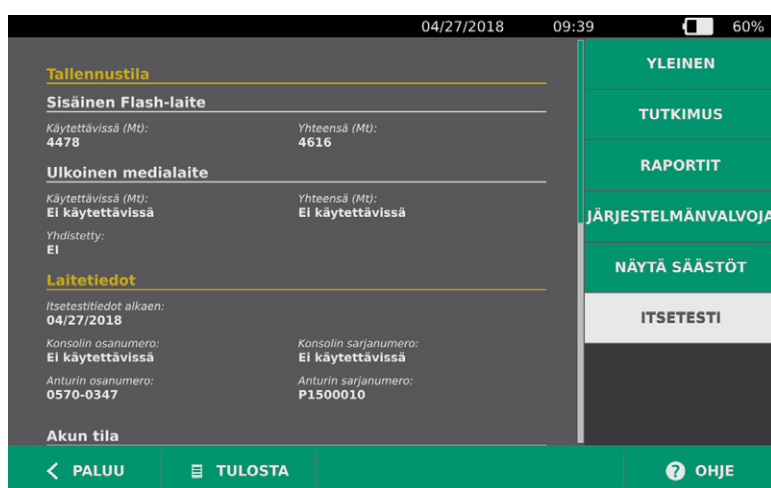 04/27/2018 09:39 60%
Tallennustila
Sisäinen Flash-laite
Käytettävissä (Mt): Yhteensä (Mt):
4478 4616
Ulkoinen medialaite
Käytettävissä (Mt): Yhteensä (Mt):
Ei käytettävissä Ei käytettävissä
Yhdistetty:
EI
Laitetiedot
Itsetestitiedot alkaen:
04/27/2018
Konsolin osanumero: Konsolin sarjanumero:
Ei käytettävissä Ei käytettävissä
Anturin osanumero: Anturin sarjanumero:
0570-0347 P1500010
Akun tila
YLEINEN
TUTKIMUS
RAPORTIT
JÄRJESTELMÄNVALVOJA
NÄYTÄ SÄÄSTÖT
ITSETESTI
PALUU TULOSTA ? OHJE